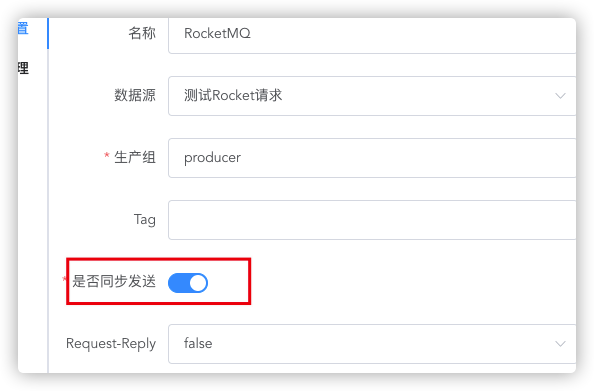 置
名称 RocketMQ
理
数据源 测试Rocket请求
* 生产组 producer
Tag
* 是否同步发送
Request-Reply false